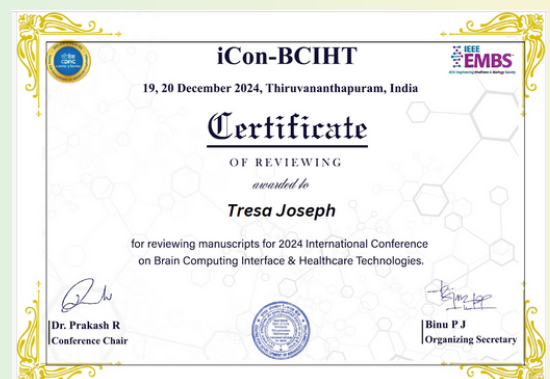 iCon-BCIHT
IEEE
EMBS
19, 20 December 2024, Thiruvananthapuram, India
Certificate
OF REVIEWING
awarded to
Tresa Joseph
for reviewing manuscripts for 2024 International Conference
on Brain Computing Interface & Healthcare Technologies.
Dr. Prakash R
Conference Chair
Binu P J
Organizing Secretary